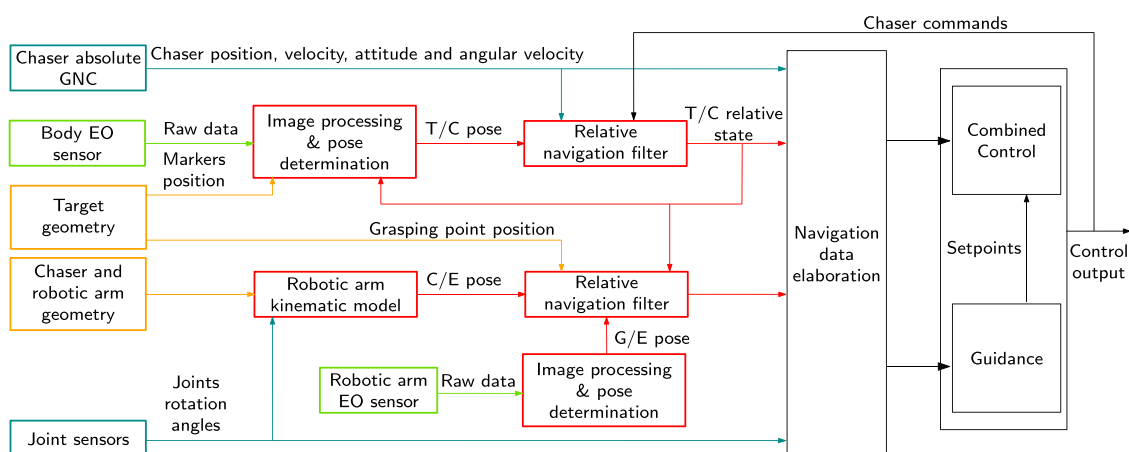 Chaser commands
Chaser absolute
GNC
Chaser position, velocity, attitude and angular velocity
Body EO
sensor
Raw data
Image processing
& pose
determination
T/C pose
Relative
navigation filter
T/C relative
state
Combined
Control
Markers
position
Target
geometry
Grasping point position
Navigation
data
elaboration
Setpoints
Control
output
Chaser and
robotic arm
geometry
Robotic arm
kinematic model
C/E pose
Relative
navigation filter
G/E pose
Guidance
Joints
rotation
angles
Robotic arm
EO sensor
Raw data
Image processing
& pose
determination
Joint sensors